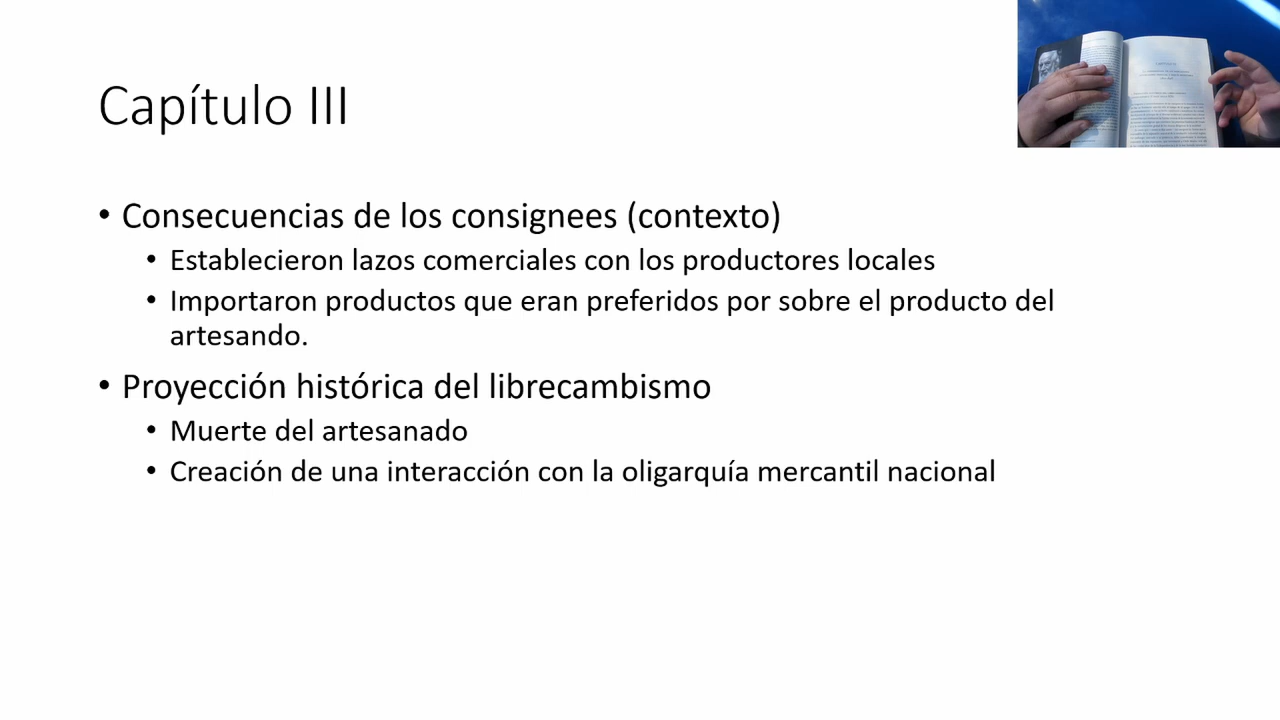 Capítulo III
• Consecuencias de los consignees (contexto)
• Establecieron lazos comerciales con los productores locales
• Importaron productos que eran preferidos por sobre el producto del
artesando.
• Proyección histórica del librecambismo
• Muerte del artesanado
• Creación de una interacción con la oligarquía mercantil nacional